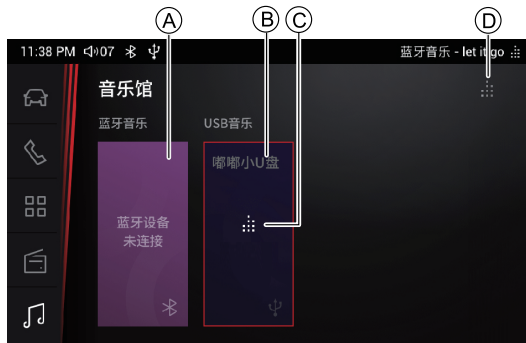 A
B
C
D
11:38 PM 07
蓝牙音乐 - let it go
音乐馆
蓝牙音乐
USB音乐
嘟嘟小U盘
蓝牙设备
未连接